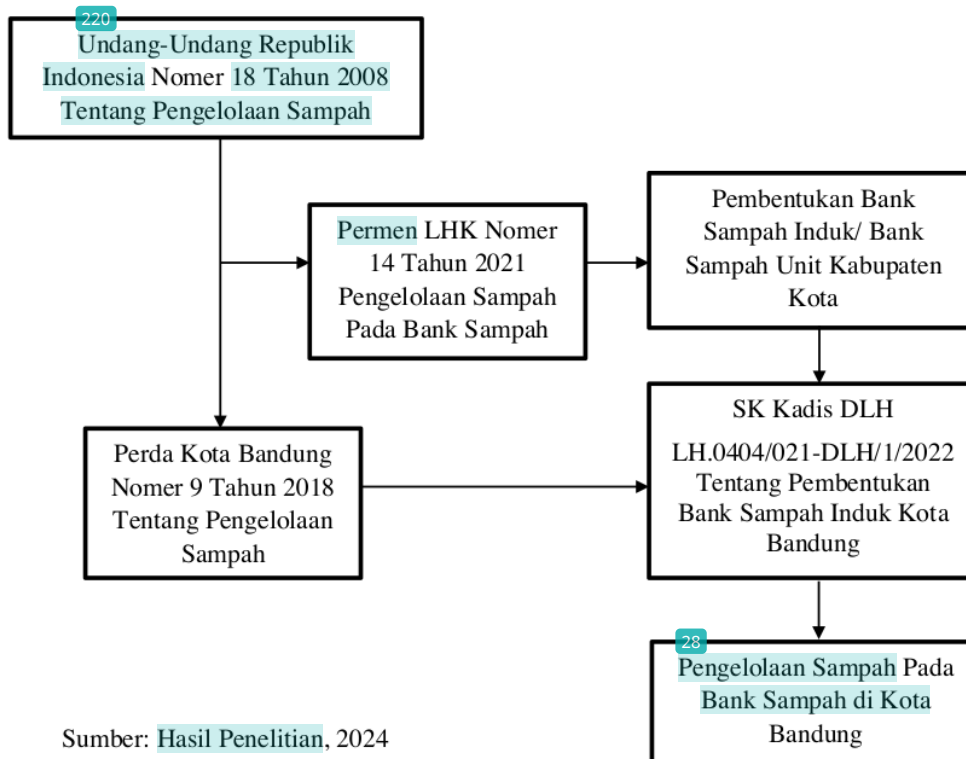 220
Undang-Undang Republik
Indonesia Nomer 18 Tahun 2008
Tentang Pengelolaan Sampah
Permen LHK Nomer
14 Tahun 2021
Pengelolaan Sampah
Pada Bank Sampah
Pembentukan Bank
Sampah Induk/ Bank
Sampah Unit Kabupaten
Kota
Perda Kota Bandung
Nomer 9 Tahun 2018
Tentang Pengelolaan
Sampah
SK Kadis DLH
LH.0404/021-DLH/1/2022
Tentang Pembentukan
Bank Sampah Induk Kota
Bandung
28
Pengelolaan Sampah Pada
Bank Sampah di Kota
Bandung
Sumber: Hasil Penelitian, 2024